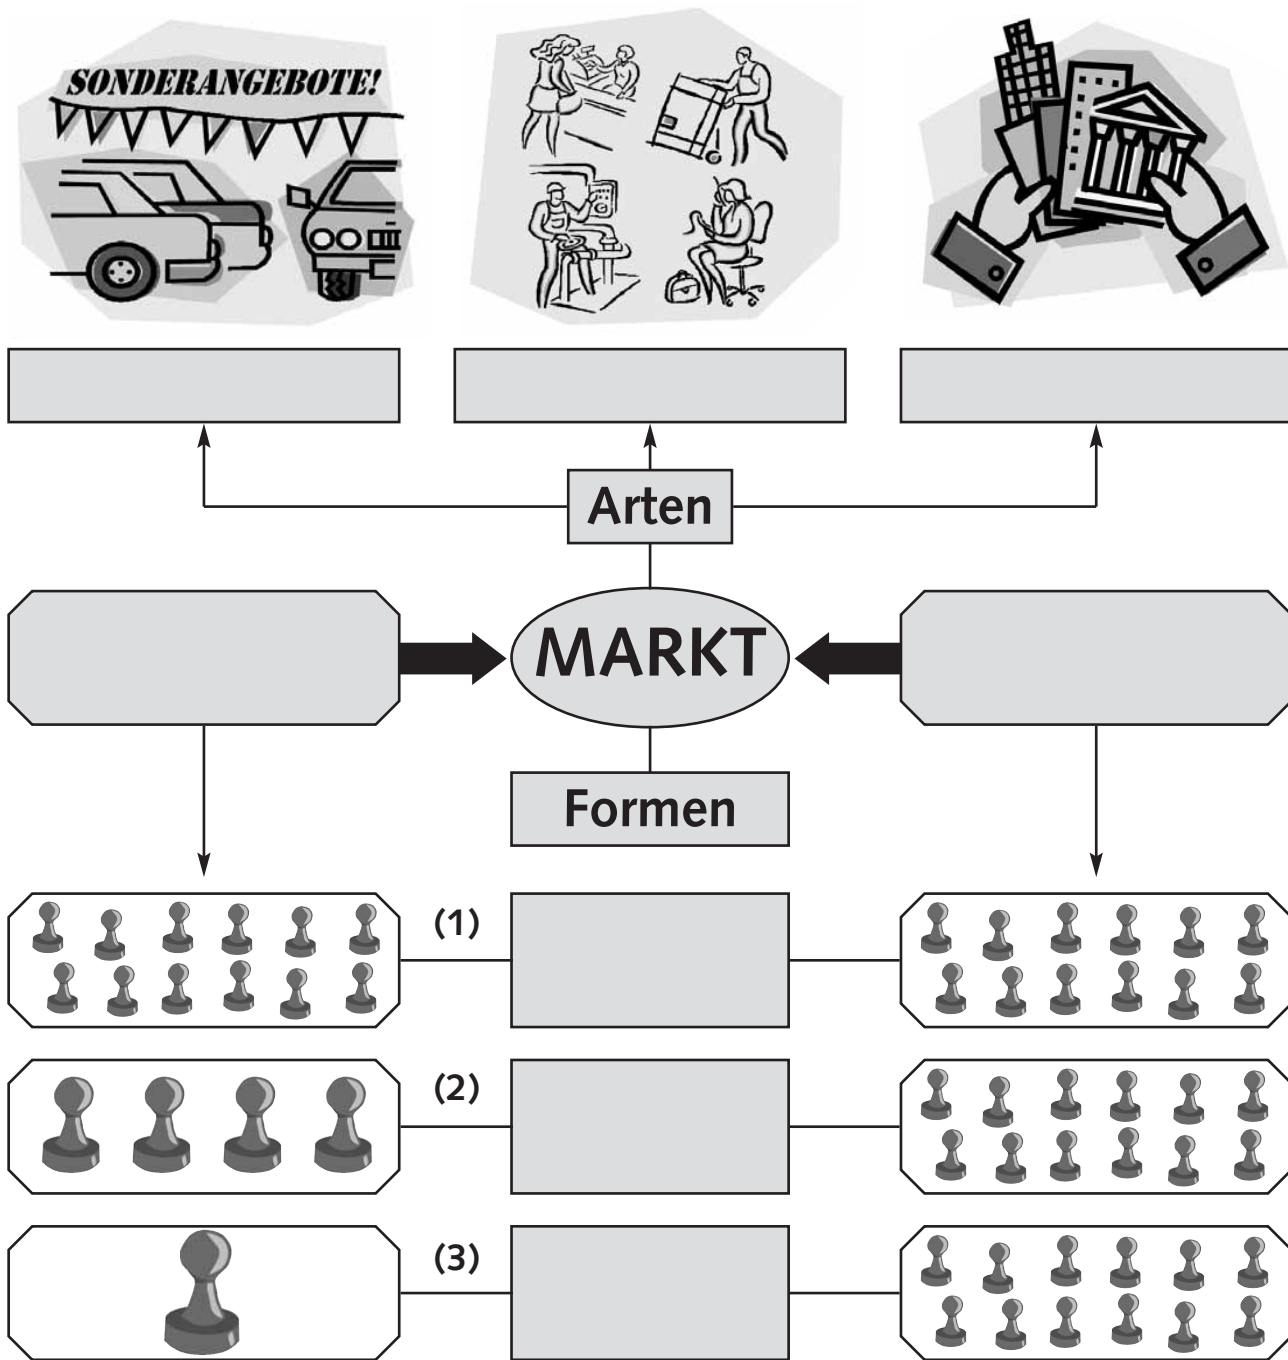 SONDERANGEBOTE!
Arten
MARKT
Formen
(1)
(2)
(3)